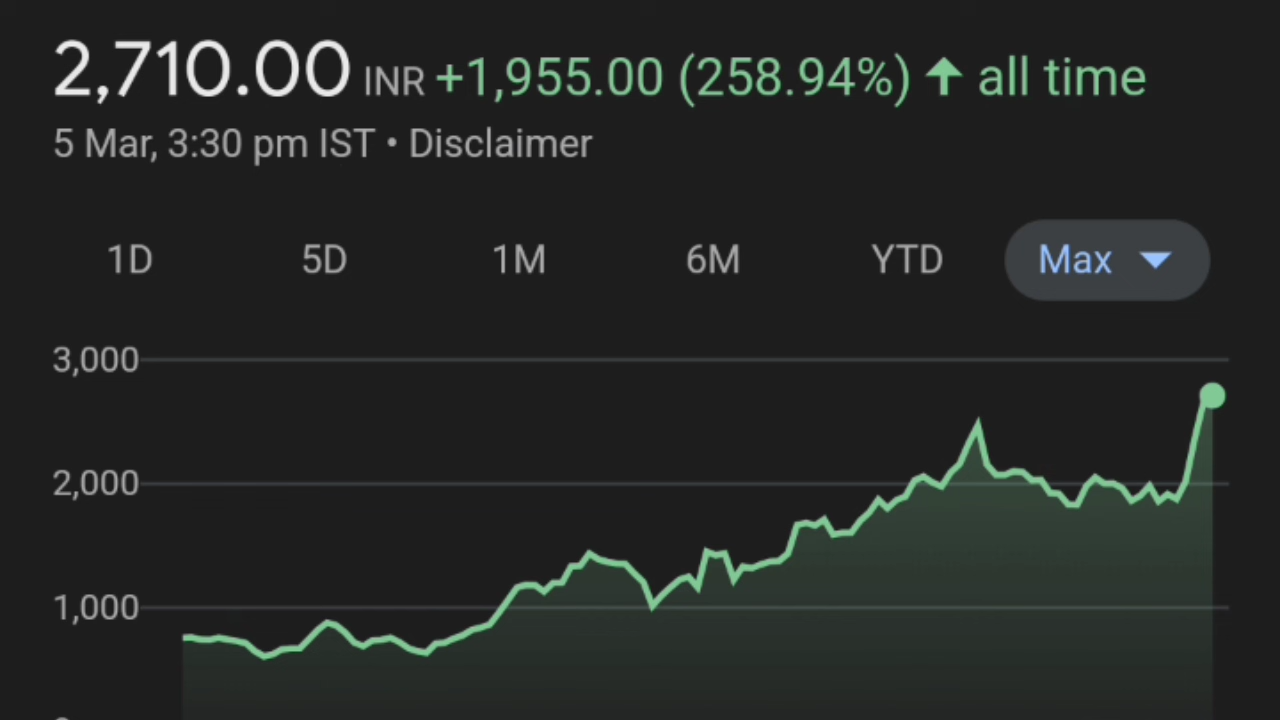 2,710.00 INR +1,955.00 (258.94%) ↑ all time
5 Mar, 3:30 pm IST • Disclaimer
1D 5D 1M 6M YTD Max
3,000
2,000
1,000